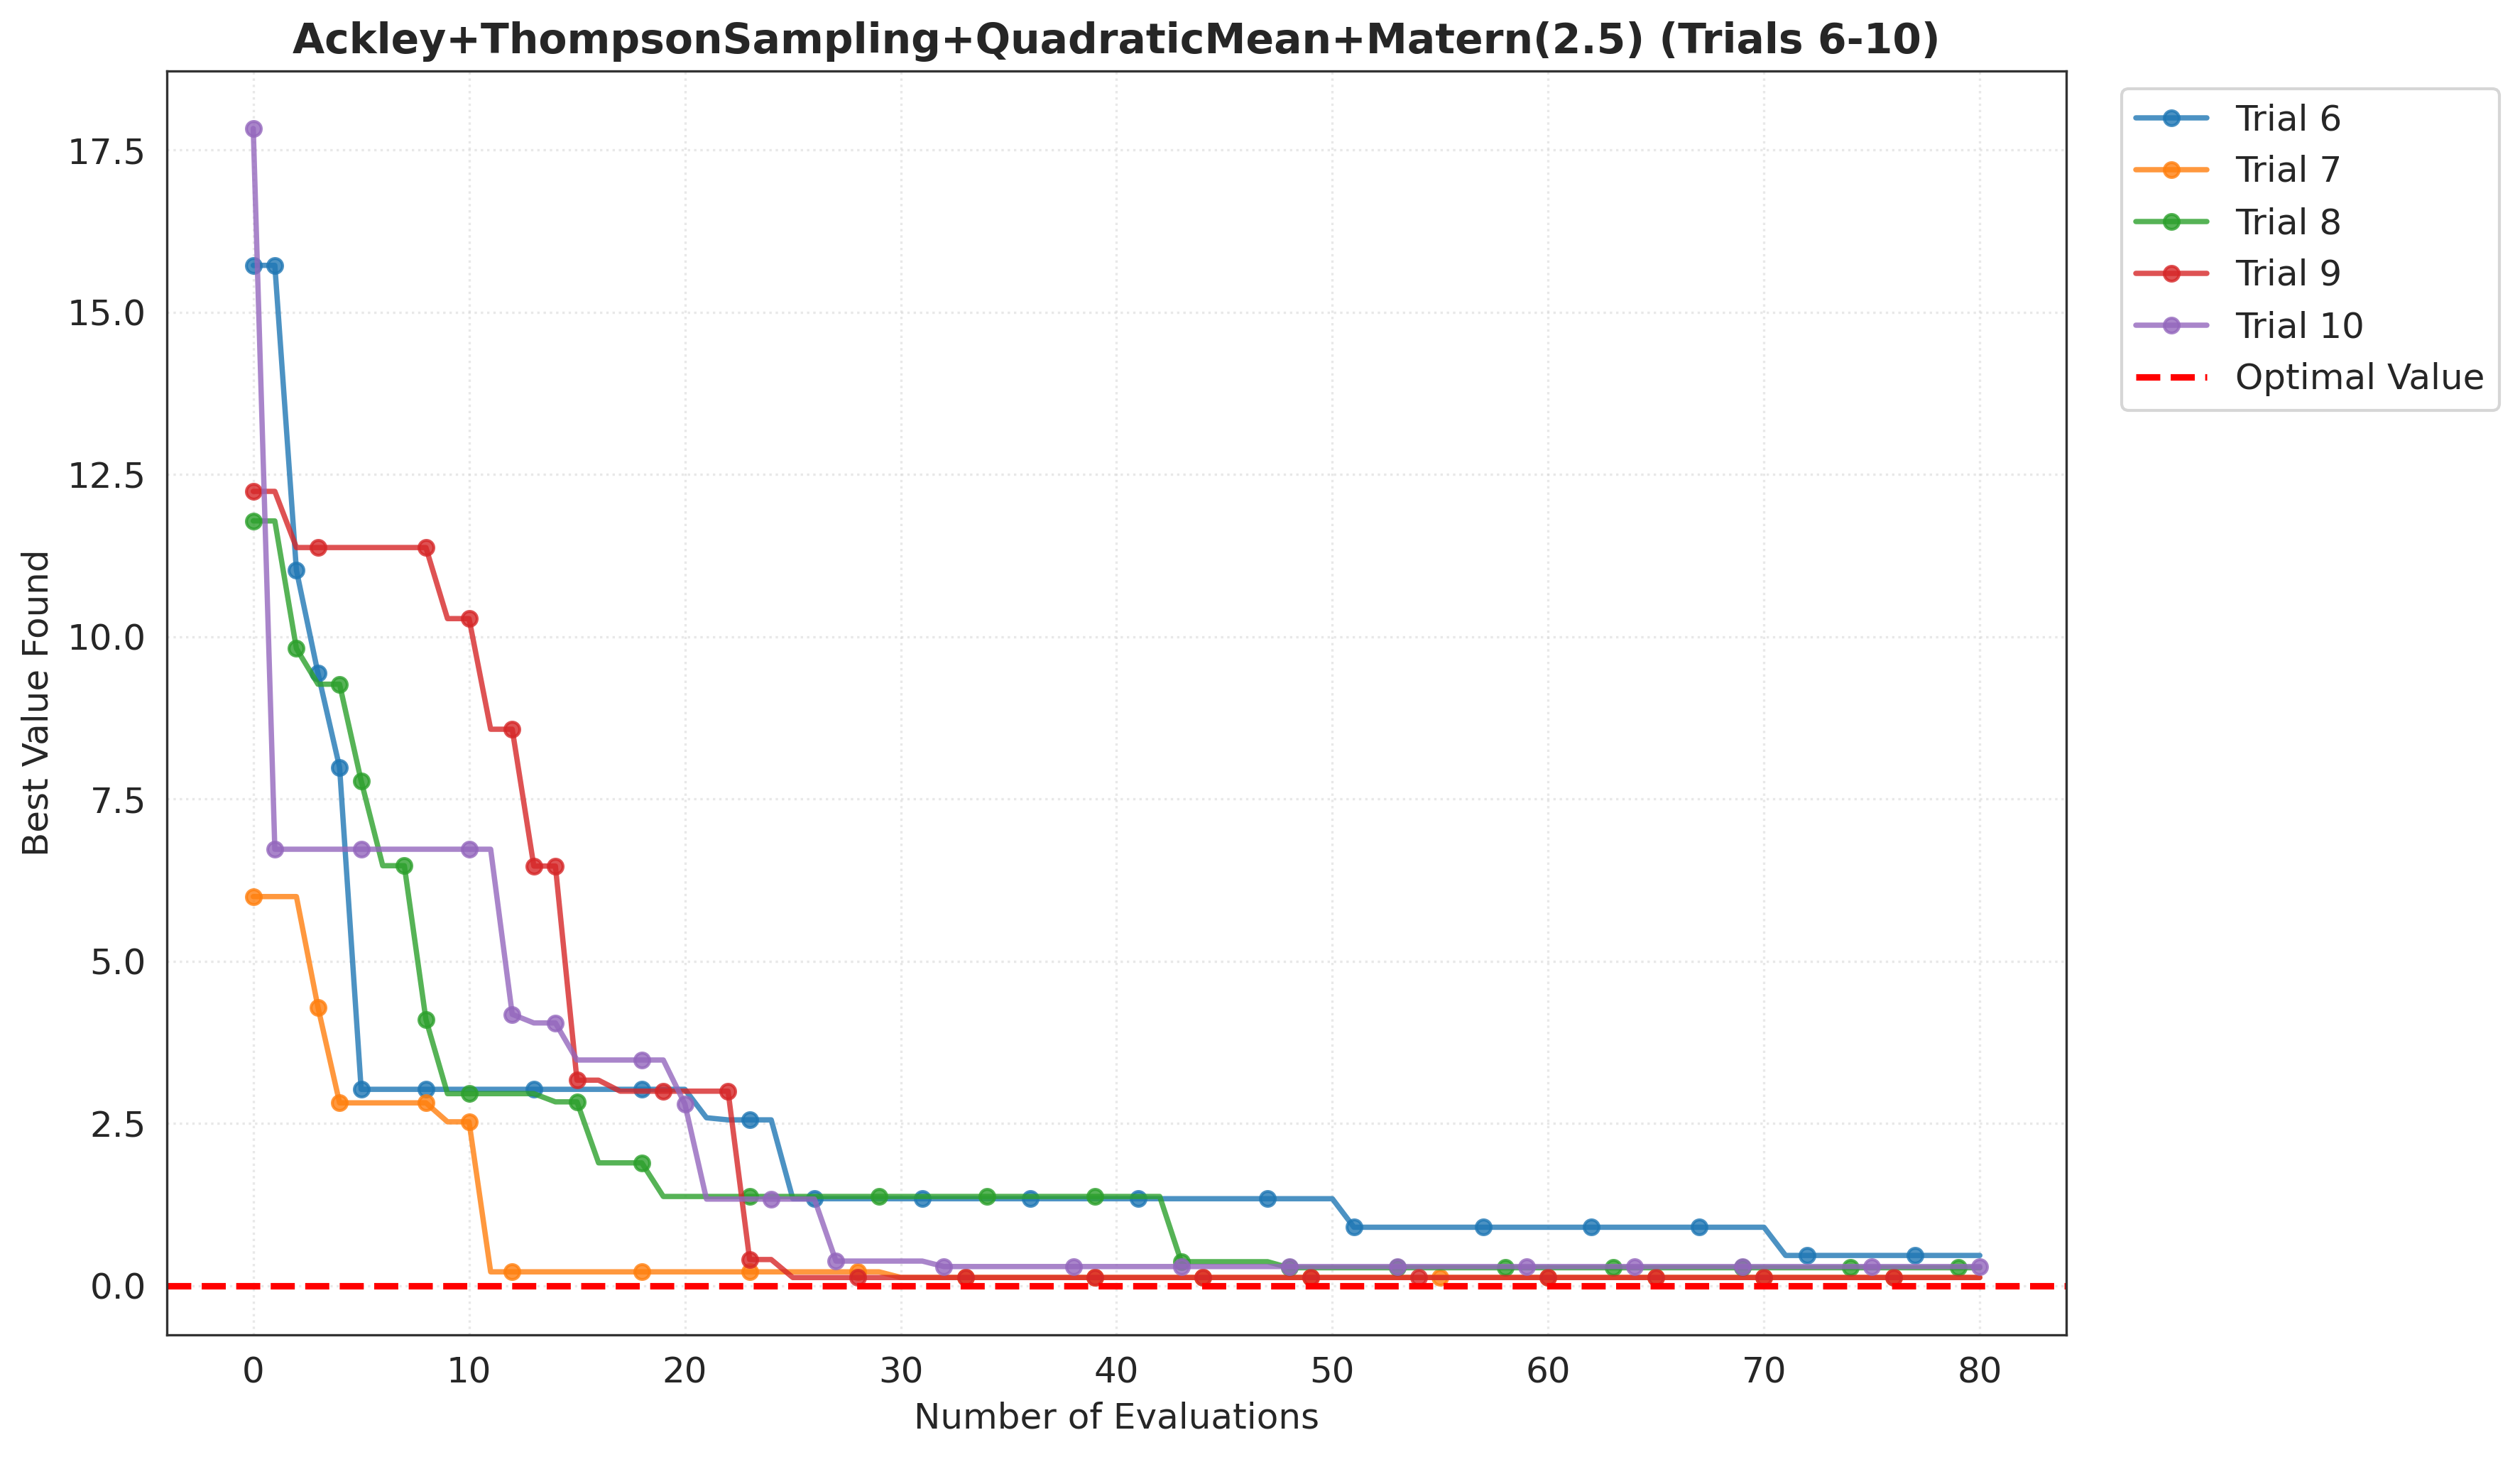 Ackley+ThompsonSampling+QuadraticMean+Matern(2.5) (Trials 6-10)
Best Value Found
17.5
15.0
12.5
10.0
7.5
5.0
2.5
0.0
0 10 20 30 40 50 60 70 80
Number of Evaluations
Trial 6
Trial 7
Trial 8
Trial 9
Trial 10
Optimal Value